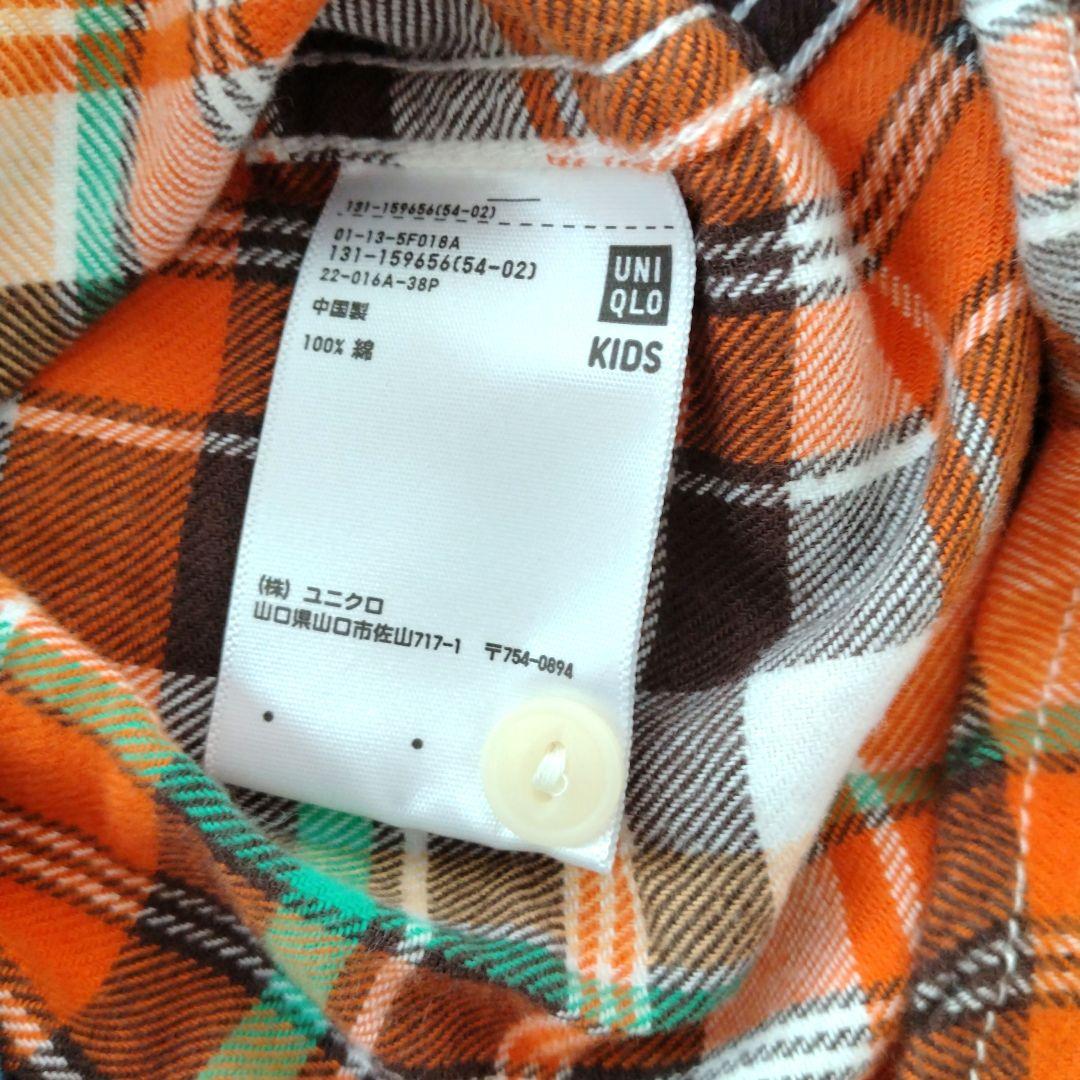 131-159656(54-02)
01-13-5F018A
131-159656(54-02)
22-016A-38P
中国製
100% 綿
UNI
QLO
KIDS
(株) ユニクロ
山口県山口市佐山717-1 〒754-0894